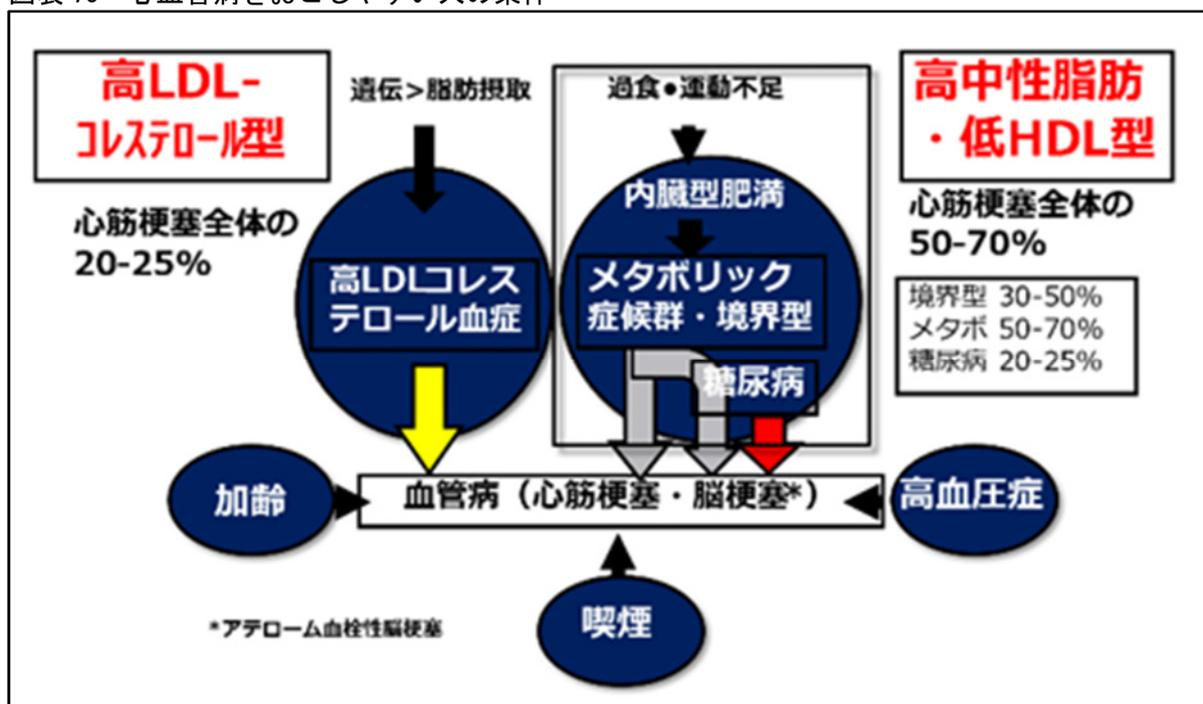 高LDL-
コレステロール型
心筋梗塞全体の
20-25%
遺伝>脂肪摂取
高LDLコレス
テロール血症
過食●運動不足
内臓型肥満
メタボリック
症候群・境界型
糖尿病
高中性脂肪
・低HDL型
心筋梗塞全体の
50-70%
境界型 30-50%
メタボ 50-70%
糖尿病 20-25%
加齢
血管病（心筋梗塞・脳梗塞*）
高血圧症
喫煙
*アテローム血栓性脳梗塞